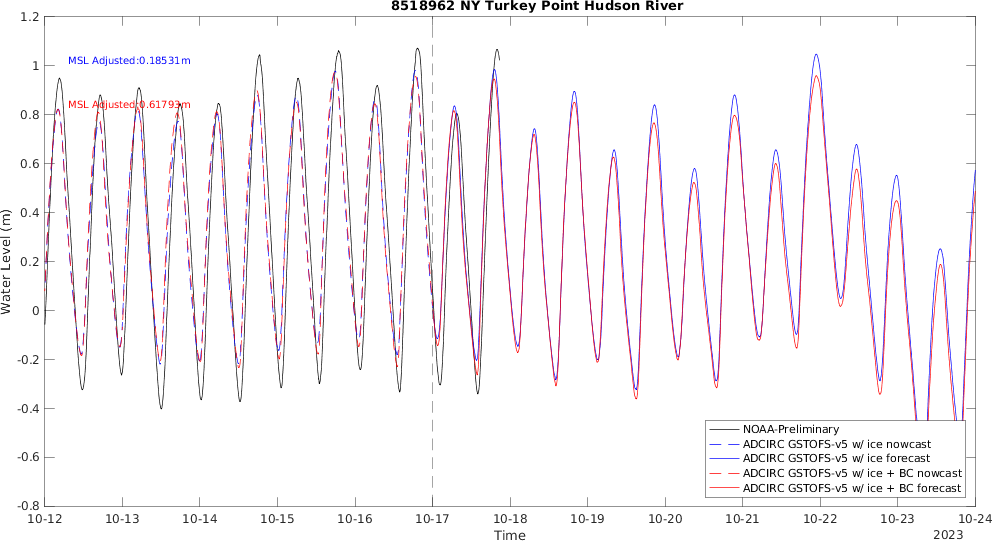 8518962 NY Turkey Point Hudson River
MSL Adjusted:0.18531m
MSL Adjusted:0.61793m
Water Level (m)
1.2
1
0.8
0.6
0.4
0.2
0
-0.2
-0.4
-0.6
-0.8
NOAA-Preliminary
ADCIRC GSTOFS-v5 w/ ice nowcast
ADCIRC GSTOFS-v5 w/ ice forecast
ADCIRC GSTOFS-v5 w/ ice + BC nowcast
ADCIRC GSTOFS-v5 w/ ice + BC forecast
10-12 10-13 10-14 10-15 10-16 10-17 10-18 10-19 10-20 10-21 10-22 10-23 10-24
Time
2023